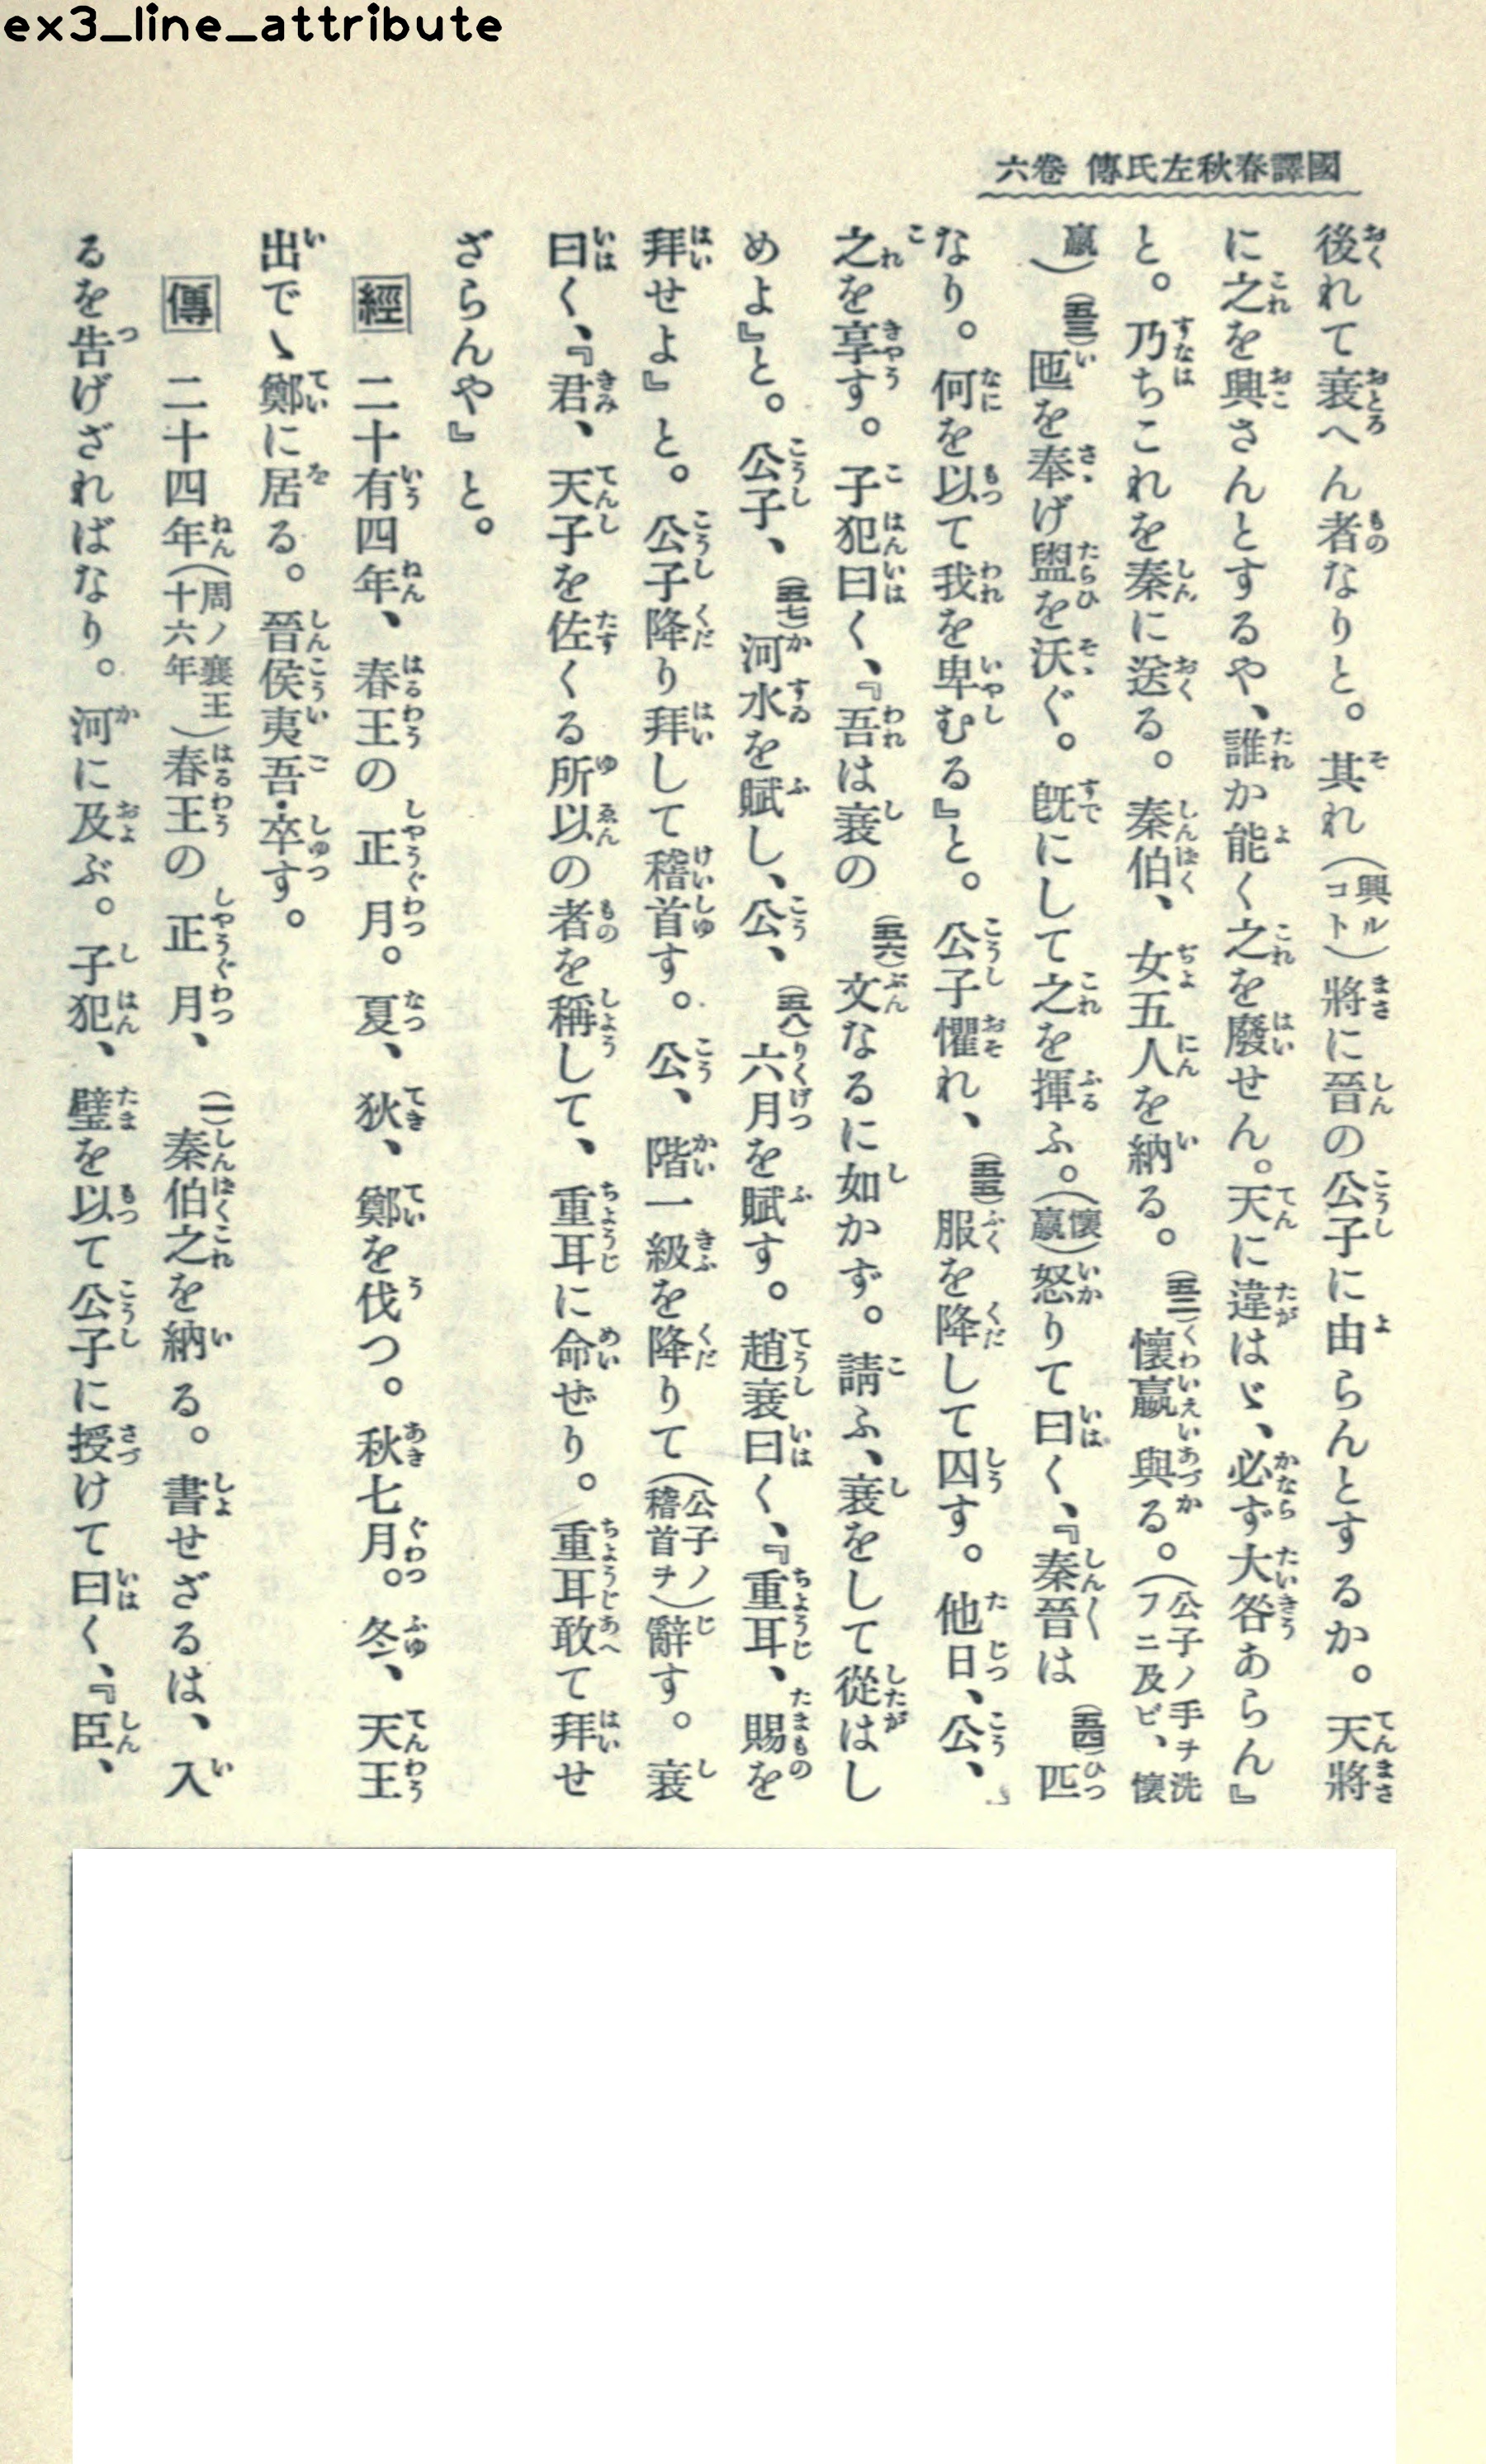 ex3_line_attribute
國譯春秋左氏傳 卷六
後れて衰へん者なりと。其れ（興ルコト）將に晉の公子に由らんとするか。天將
に之を興さんとするや、誰か能く之を廢せん。天に違はゞ、必ず大咎あらん』
と。乃ちこれを秦に送る。秦伯、女五人を納る。（五二）懷嬴與る。（公子ノ手ヲ洗フニ及ビ、懷
嬴）（五三）匜を奉げ盥を沃ぐ。既にして之を揮ふ。（懷嬴）怒りて曰く、『秦晉は（五四）匹
なり。何を以て我を卑むる』と。公子懼れ、（五五）服を降して囚す。他日、公、
之を享す。子犯曰く、『吾は衰の（五六）文なるに如かず。請ふ、衰をして從はし
めよ』と。公子、（五七）河水を賦し、公、（五八）六月を賦す。趙衰曰く、『重耳、賜を
拜せよ』と。公子降り拜して稽首す。公、階一級を降りて（公子ノ稽首ヲ）辭す。衰
曰く、『君、天子を佐くる所以の者を稱して、重耳に命ぜり。重耳敢て拜せ
ざらんや』と。
經 二十有四年、春王の正月。夏、狄、鄭を伐つ。秋七月。冬、天王
出でゝ鄭に居る。晉侯夷吾卒す。
傳 二十四年（周ノ襄王十六年）春王の正月、（一）秦伯之を納る。書せざるは、入
るを告げざればなり。河に及ぶ。子犯、璧を以て公子に授けて曰く、『臣、